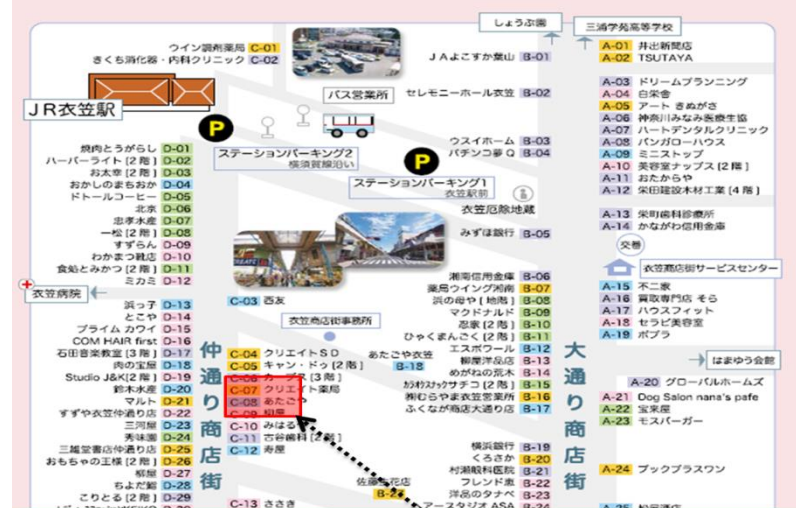 しょうぶ園
三浦学苑高等学校
ウイン調剤薬局 C-01
きくち消化器・内科クリニック C-02
JAよこすか葉山 B-01
A-01 井出新聞店
A-02 TSUTAYA
バス営業所
セレモニーホール衣笠 B-02
A-03 ドリームプランニング
A-04 白栄舎
A-05 アート きぬがさ
A-06 神奈川みなみ医療生協
A-07 ハートデンタルクリニック
A-08 バンガローハウス
A-09 ミニストップ
A-10 美容室ナップス [2階]
A-11 おたからや
A-12 栄田建設木材工業 [4階]
JR衣笠駅
P
ステーションパーキング2
横須賀線沿い
ウスイホーム B-03
パチンコ夢Q B-04
P
ステーションパーキング1
衣笠駅前
衣笠厄除地蔵
みずほ銀行 B-05
A-13 栄町歯科診療所
A-14 かながわ信用金庫
交番
衣笠商店街サービスセンター
焼肉とうがらし D-01
ハーバーライト [2階] D-02
お太幸 [2階] D-03
おかしのまちおか D-04
ドトールコーヒー D-05
北京 D-06
忠孝水産 D-07
一松 [2階] D-08
すずらん D-09
わかまつ靴店 D-10
食処とみかつ [2階] D-11
ミカミ D-12
衣笠病院
浜っ子 D-13
とこや D-14
プライム カワイ D-15
COM HAIR first D-16
石田音楽教室 [3階] D-17
肉の宝屋 D-18
Studio J&K[2階] D-19
鈴木水産 D-20
マルト D-21
すずや衣笠仲通り店 D-22
三河屋 D-23
秀味園 D-24
三雄堂書店仲通り店 D-25
おもちゃの王様 [2階] D-26
柳屋 D-27
ちよだ鮨 D-28
こりとる [2階] D-29
仲通り商店街
C-03 西友
衣笠商店街事務所
C-04 クリエイトSD
C-05 キャン・ドゥ [2階]
C-06 カーブス [3階]
C-07 クリエイト薬局
C-08 あたごや
C-09 柳屋
C-10 みはる
C-11 古谷歯科 [2階]
C-12 寿屋
C-13 ささき
湘南信用金庫 B-06
薬局ウイング湘南 B-07
浜の母や [地階] B-08
マクドナルド B-09
忍家 [2階] B-10
ひゃくまんごく [2階] B-11
エスポワール B-12
柳屋洋品店 B-13
めがねの荒木 B-14
カラオケスナックサチコ [2階] B-15
㈱むらやま衣笠営業所 B-16
ふくなが商店大通り店 B-17
あたごや衣笠
B-18
横浜銀行 B-19
くろさか B-20
村瀬眼科医院 B-21
フレンド恵 B-22
洋品のタナベ B-23
アースタジオ ASA B-24
大通り商店街
A-15 不二家
A-16 買取専門店 そら
A-17 ハウスフィット
A-18 セラピ美容室
A-19 ポプラ
はまゆう会館
A-20 グローバルホームズ
A-21 Dog Salon nana's pafe
A-22 宝来屋
A-23 モスバーガー
A-24 ブックプラスワン